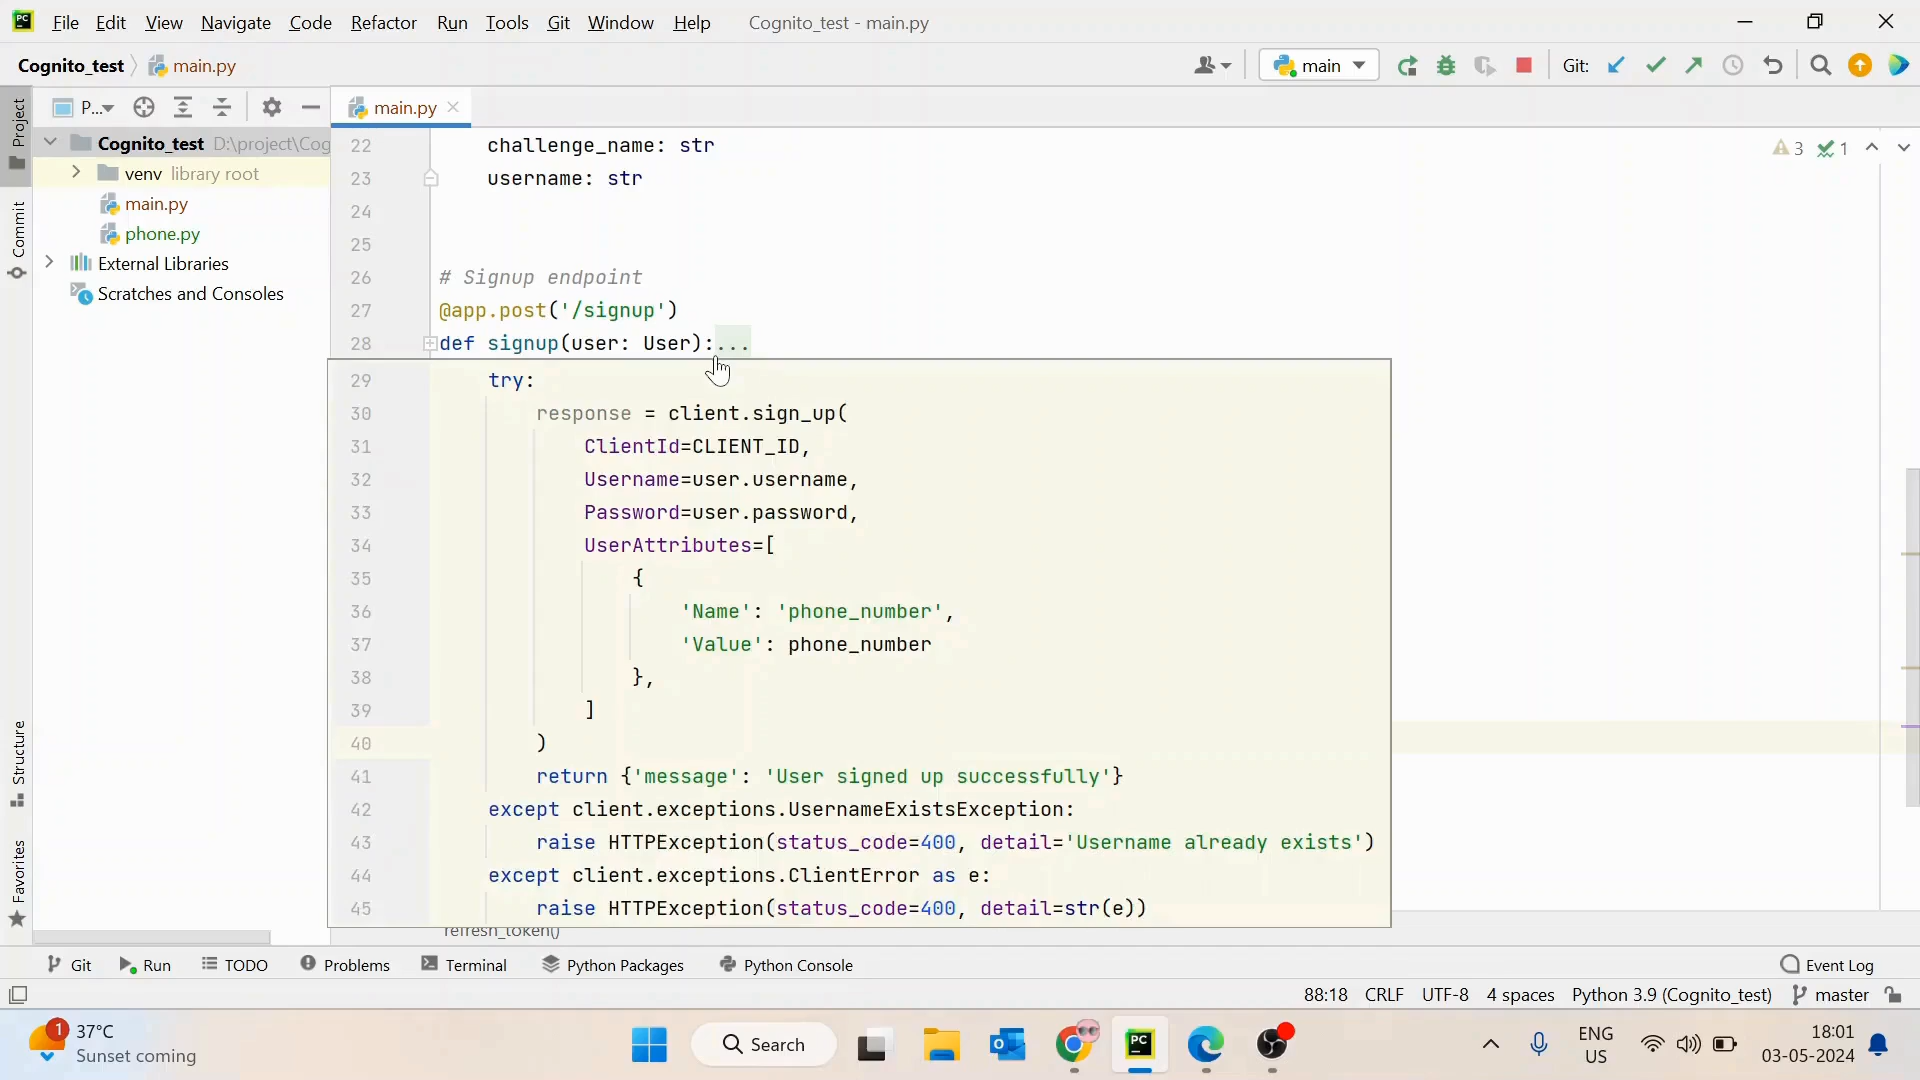 PC File Edit View Navigate Code Refactor Run Tools Git Window Help Cognito_test - main.py
Cognito_test main.py main Git:
Project P... main.py
Cognito_test D:\project\Cog
venv library root
main.py
phone.py
External Libraries
Scratches and Consoles
Commit
Structure
Favorites
3 1
22 challenge_name: str
23 username: str
24
25
26 # Signup endpoint
27 @app.post('/signup')
28 def signup(user: User):...
29 try:
30 response = client.sign_up(
31 ClientId=CLIENT_ID,
32 Username=user.username,
33 Password=user.password,
34 UserAttributes=[
35 {
36 'Name': 'phone_number',
37 'Value': phone_number
38 },
39 ]
40 )
41 return {'message': 'User signed up successfully'}
42 except client.exceptions.UsernameExistsException:
43 raise HTTPException(status_code=400, detail='Username already exists')
44 except client.exceptions.ClientError as e:
45 raise HTTPException(status_code=400, detail=str(e))
refresh_token()
Git Run TODO Problems Terminal Python Packages Python Console Event Log
88:18 CRLF UTF-8 4 spaces Python 3.9 (Cognito_test) master
1 37°C
Sunset coming
Search
PC
ENG
US
18:01
03-05-2024